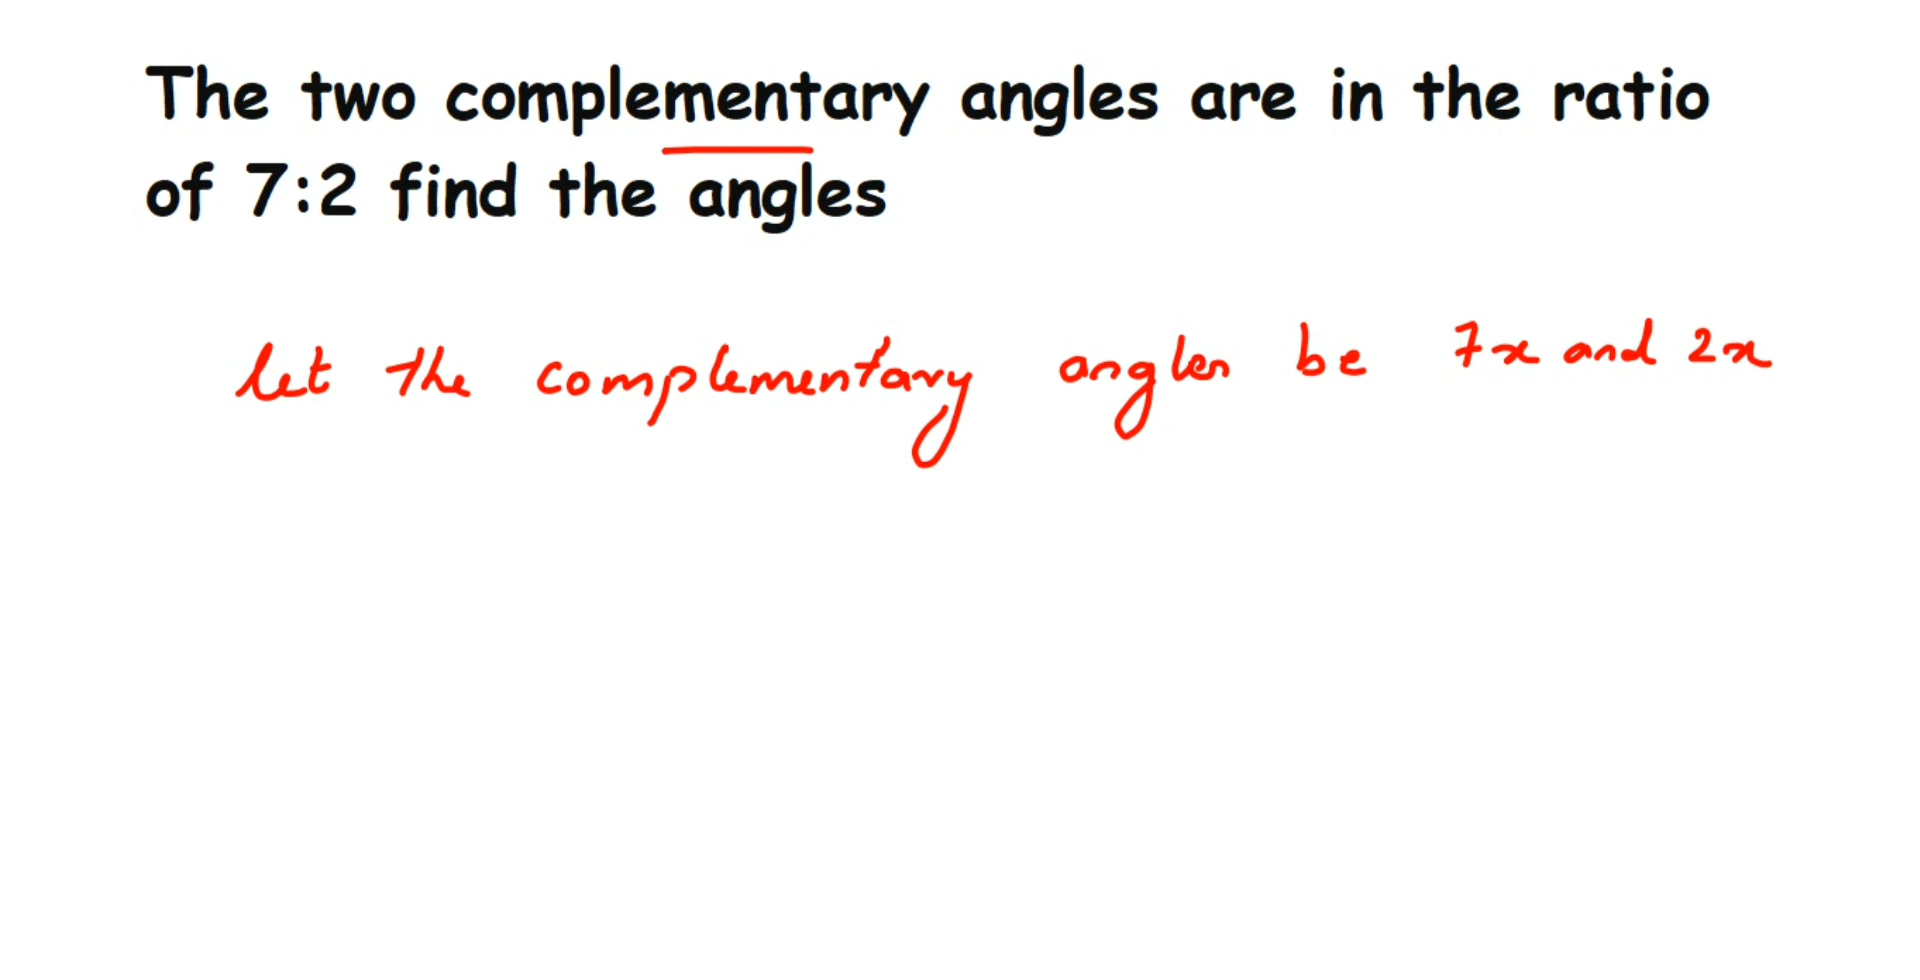 The two complementary angles are in the ratio
of 7:2 find the angles
let the complementary angles be 7x and 2x